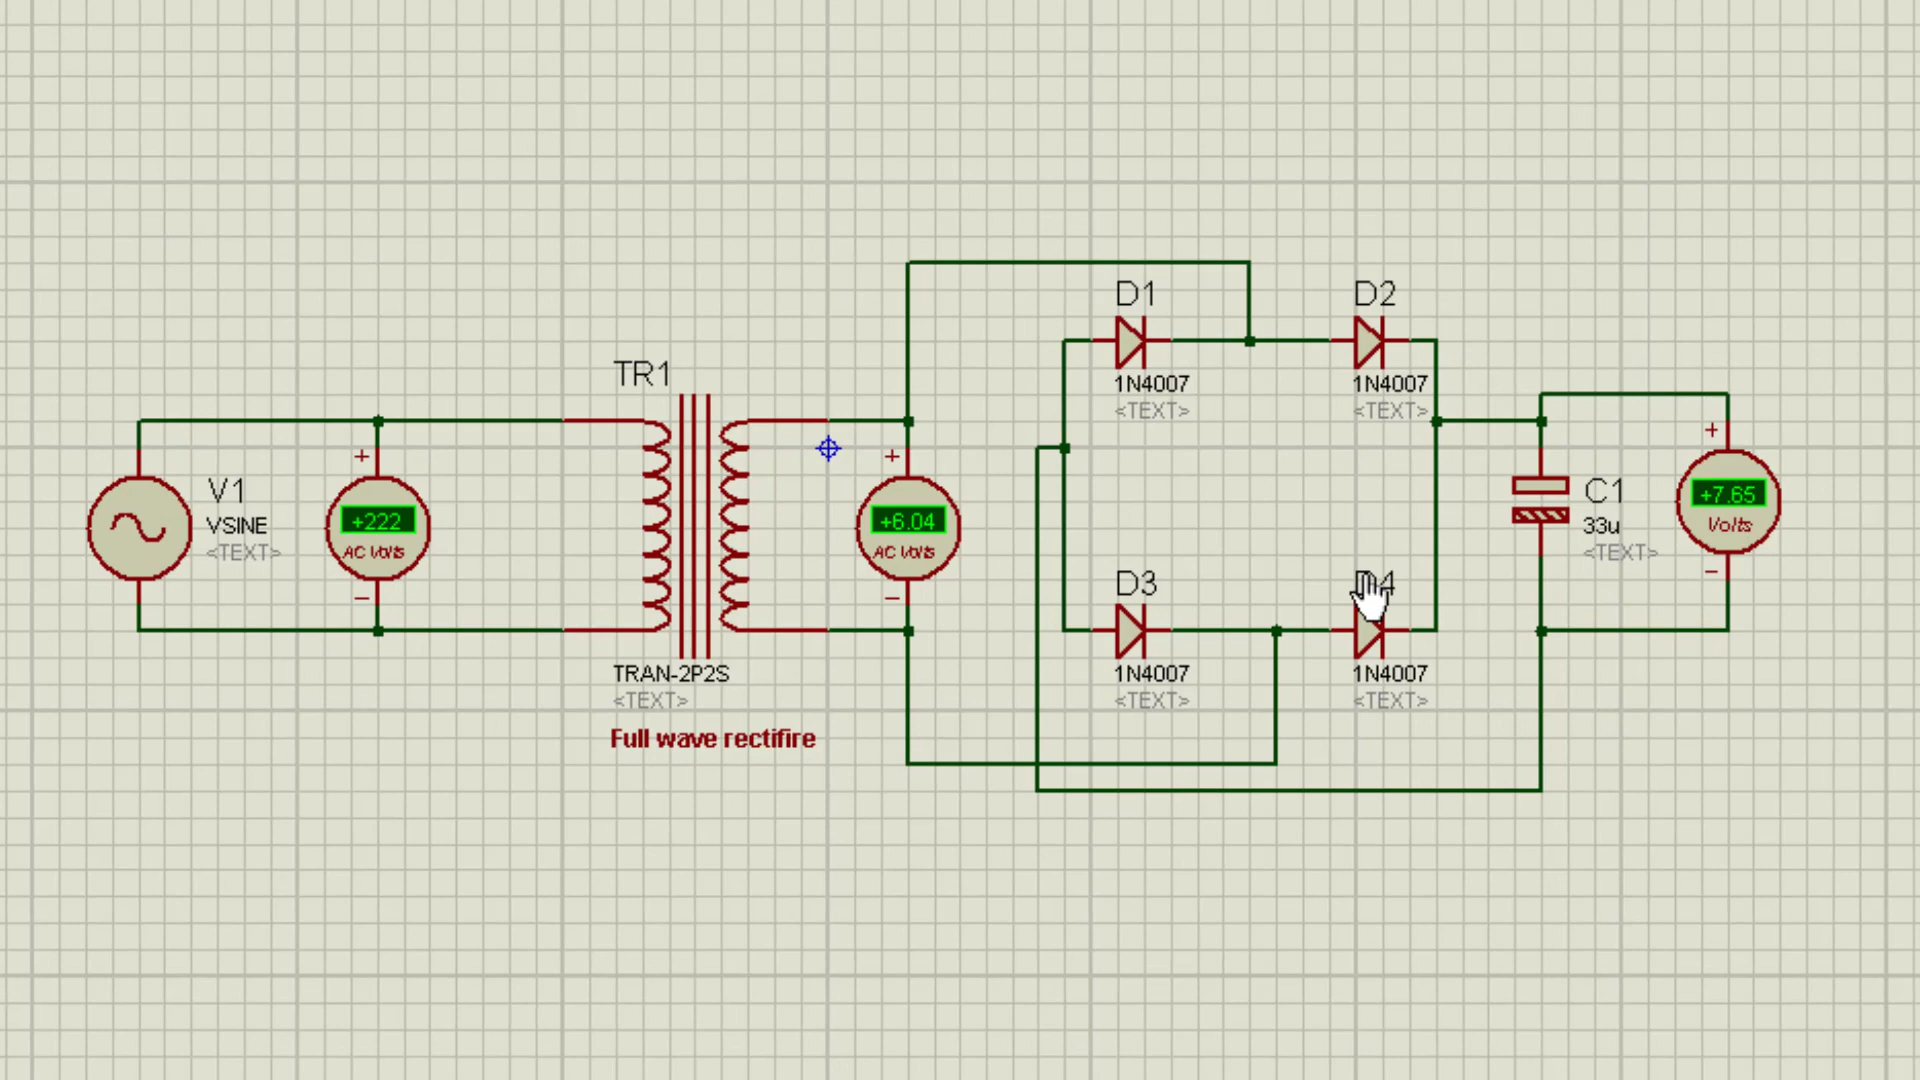 D1
D2
1N4007
<TEXT>
1N4007
<TEXT>
TR1
+
+
+
V1
VSINE
<TEXT>
+222
AC Volts
+6.04
AC Volts
C1
33u
<TEXT>
+7.65
Volts
D3
D4
1N4007
<TEXT>
1N4007
<TEXT>
TRAN-2P2S
<TEXT>
Full wave rectifire